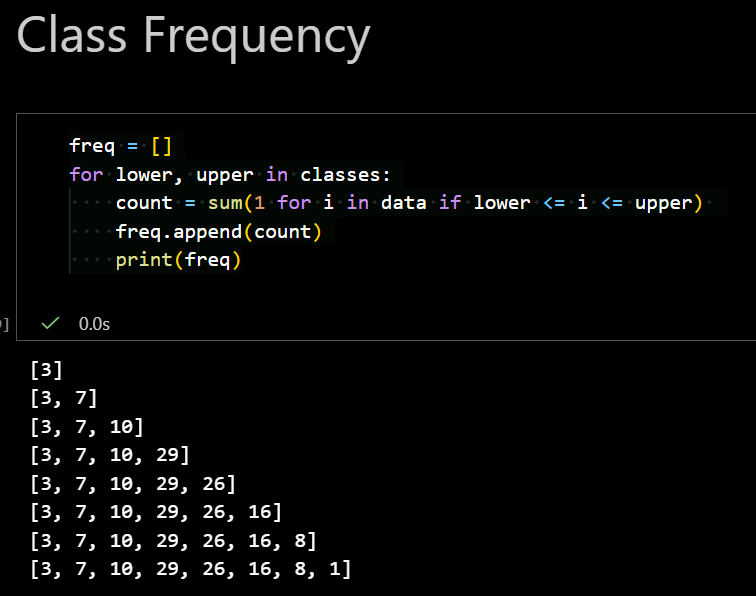 Class Frequency
freq = []
for lower, upper in classes:
    count = sum(1 for i in data if lower <= i <= upper)
    freq.append(count)
    print(freq)
]
0.0s
[3]
[3, 7]
[3, 7, 10]
[3, 7, 10, 29]
[3, 7, 10, 29, 26]
[3, 7, 10, 29, 26, 16]
[3, 7, 10, 29, 26, 16, 8]
[3, 7, 10, 29, 26, 16, 8, 1]